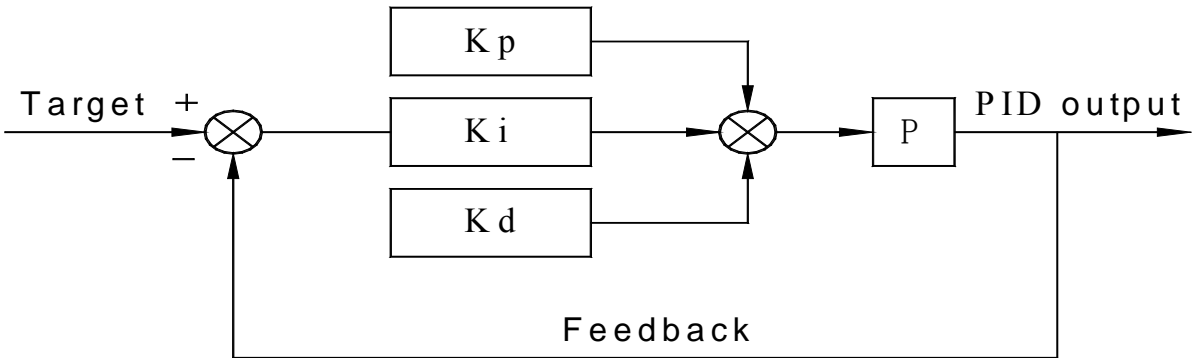 Kp
Target +
PID output
Ki
P
−
Kd
Feedback